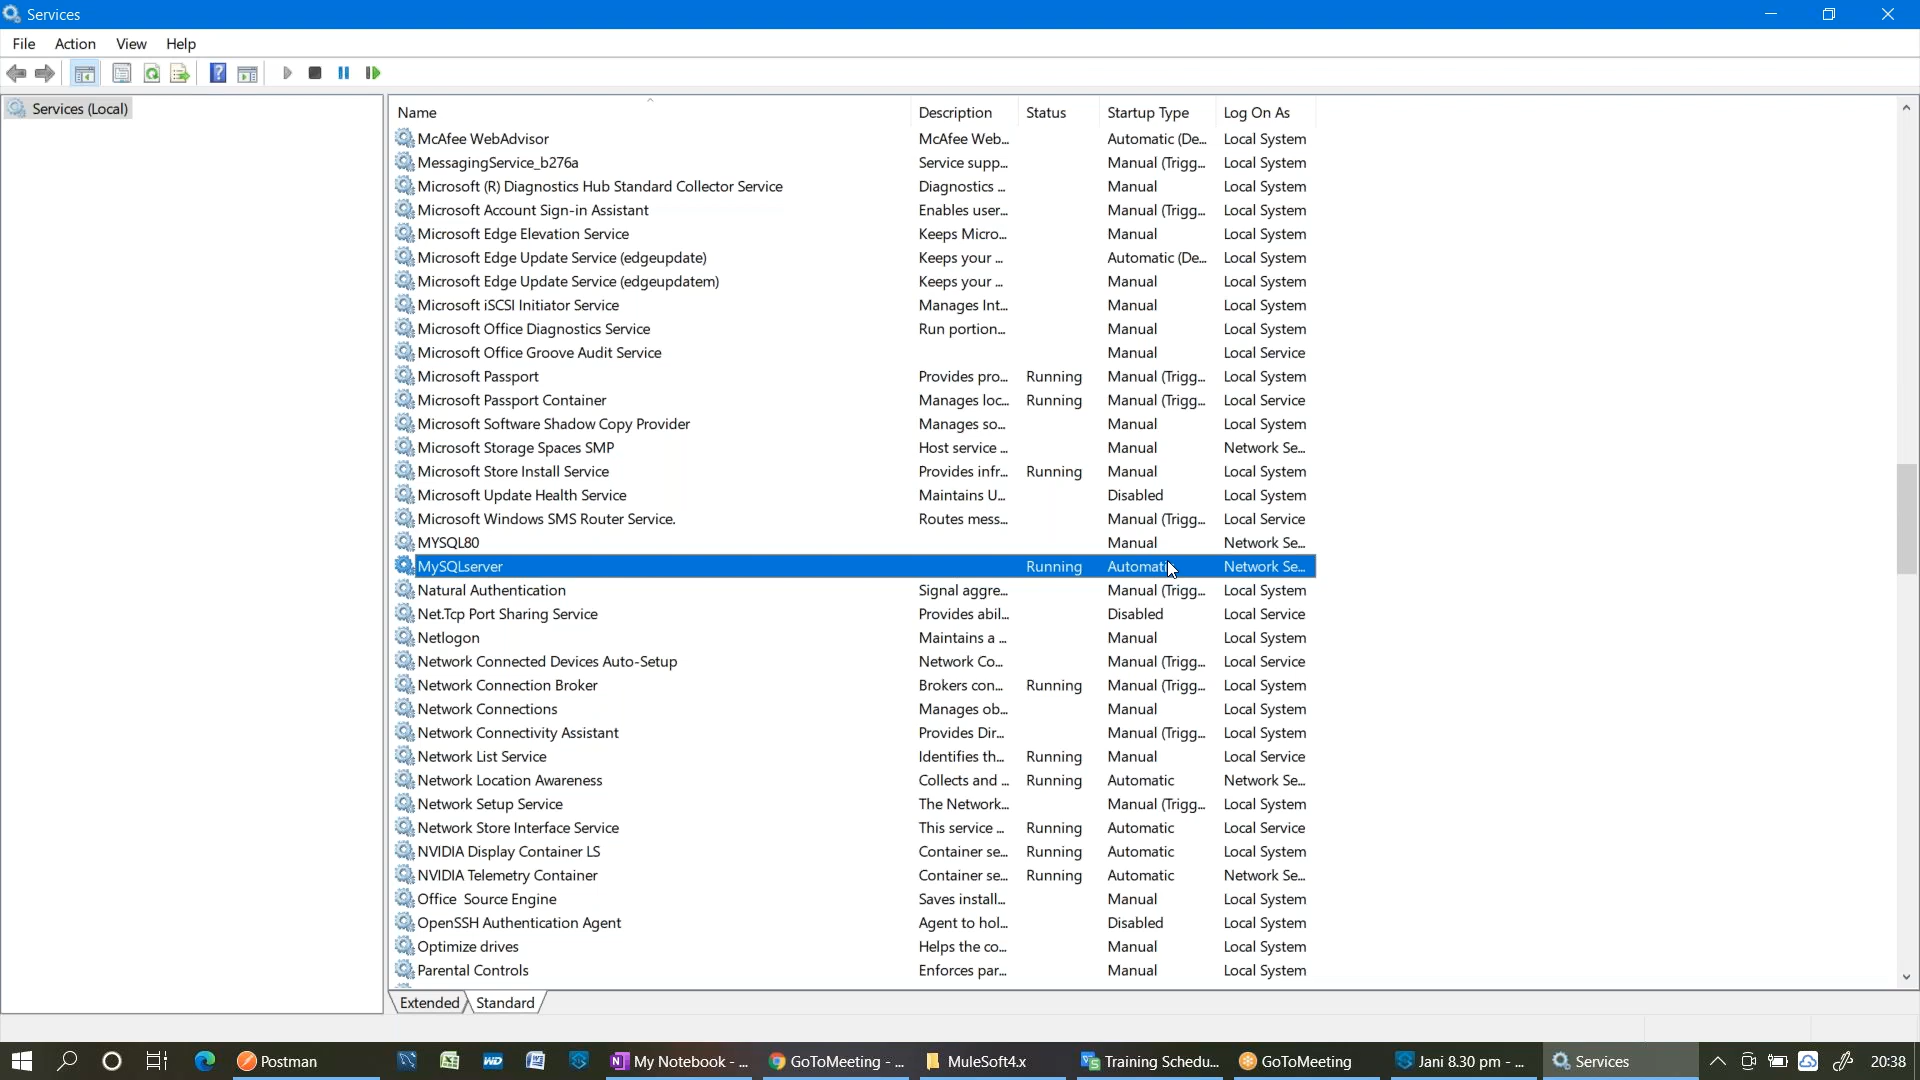 Services
File Action View Help
Services (Local)
Name Description Status Startup Type Log On As
McAfee WebAdvisor McAfee Web... Automatic (De... Local System
MessagingService_b276a Service supp... Manual (Trigg... Local System
Microsoft (R) Diagnostics Hub Standard Collector Service Diagnostics ... Manual Local System
Microsoft Account Sign-in Assistant Enables user... Manual (Trigg... Local System
Microsoft Edge Elevation Service Keeps Micro... Manual Local System
Microsoft Edge Update Service (edgeupdate) Keeps your ... Automatic (De... Local System
Microsoft Edge Update Service (edgeupdatem) Keeps your ... Manual Local System
Microsoft iSCSI Initiator Service Manages Int... Manual Local System
Microsoft Office Diagnostics Service Run portion... Manual Local System
Microsoft Office Groove Audit Service Manual Local Service
Microsoft Passport Provides pro... Running Manual (Trigg... Local System
Microsoft Passport Container Manages loc... Running Manual (Trigg... Local Service
Microsoft Software Shadow Copy Provider Manages so... Manual Local System
Microsoft Storage Spaces SMP Host service ... Manual Network Se...
Microsoft Store Install Service Provides infr... Running Manual Local System
Microsoft Update Health Service Maintains U... Disabled Local System
Microsoft Windows SMS Router Service. Routes mess... Manual (Trigg... Local Service
MYSQL80 Manual Network Se...
MySQLserver Running Automatic Network Se...
Natural Authentication Signal aggre... Manual (Trigg... Local System
Net.Tcp Port Sharing Service Provides abil... Disabled Local Service
Netlogon Maintains a ... Manual Local System
Network Connected Devices Auto-Setup Network Co... Manual (Trigg... Local Service
Network Connection Broker Brokers con... Running Manual (Trigg... Local System
Network Connections Manages ob... Manual Local System
Network Connectivity Assistant Provides Dir... Manual (Trigg... Local System
Network List Service Identifies th... Running Manual Local Service
Network Location Awareness Collects and ... Running Automatic Network Se...
Network Setup Service The Network... Manual (Trigg... Local System
Network Store Interface Service This service ... Running Automatic Local Service
NVIDIA Display Container LS Container se... Running Automatic Local System
NVIDIA Telemetry Container Container se... Running Automatic Network Se...
Office Source Engine Saves install... Manual Local System
OpenSSH Authentication Agent Agent to hol... Disabled Local System
Optimize drives Helps the co... Manual Local System
Parental Controls Enforces par... Manual Local System
Extended Standard
Postman My Notebook - ... GoToMeeting - ... MuleSoft4.x Training Schedu... GoToMeeting Jani 8.30 pm - ... Services 20:38